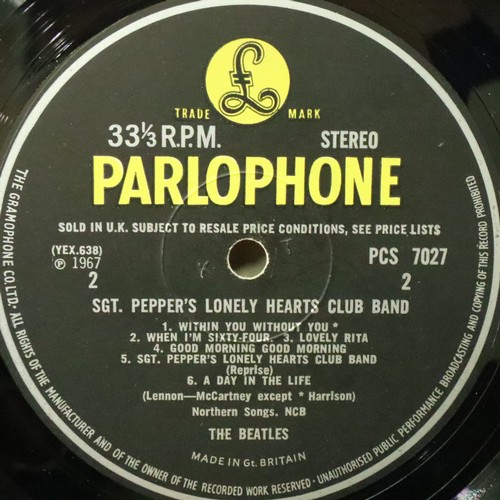 £
TRADE MARK
33⅓ R.P.M. STEREO
PARLOPHONE
SOLD IN U.K. SUBJECT TO RESALE PRICE CONDITIONS, SEE PRICE LISTS
(YEX.638) PCS 7027
℗ 1967
2 2
SGT. PEPPER'S LONELY HEARTS CLUB BAND
1. WITHIN YOU WITHOUT YOU *
2. WHEN I'M SIXTY-FOUR 3. LOVELY RITA
4. GOOD MORNING GOOD MORNING
5. SGT. PEPPER'S LONELY HEARTS CLUB BAND
(Reprise)
6. A DAY IN THE LIFE
(Lennon—McCartney except * Harrison)
Northern Songs. NCB
THE BEATLES
MADE IN Gt. BRITAIN
THE GRAMOPHONE CO. LTD. ALL RIGHTS OF THE MANUFACTURER AND OF THE OWNER OF THE RECORDED WORK RESERVED · UNAUTHORISED PUBLIC PERFORMANCE BROADCASTING AND COPYING OF THIS RECORD PROHIBITED